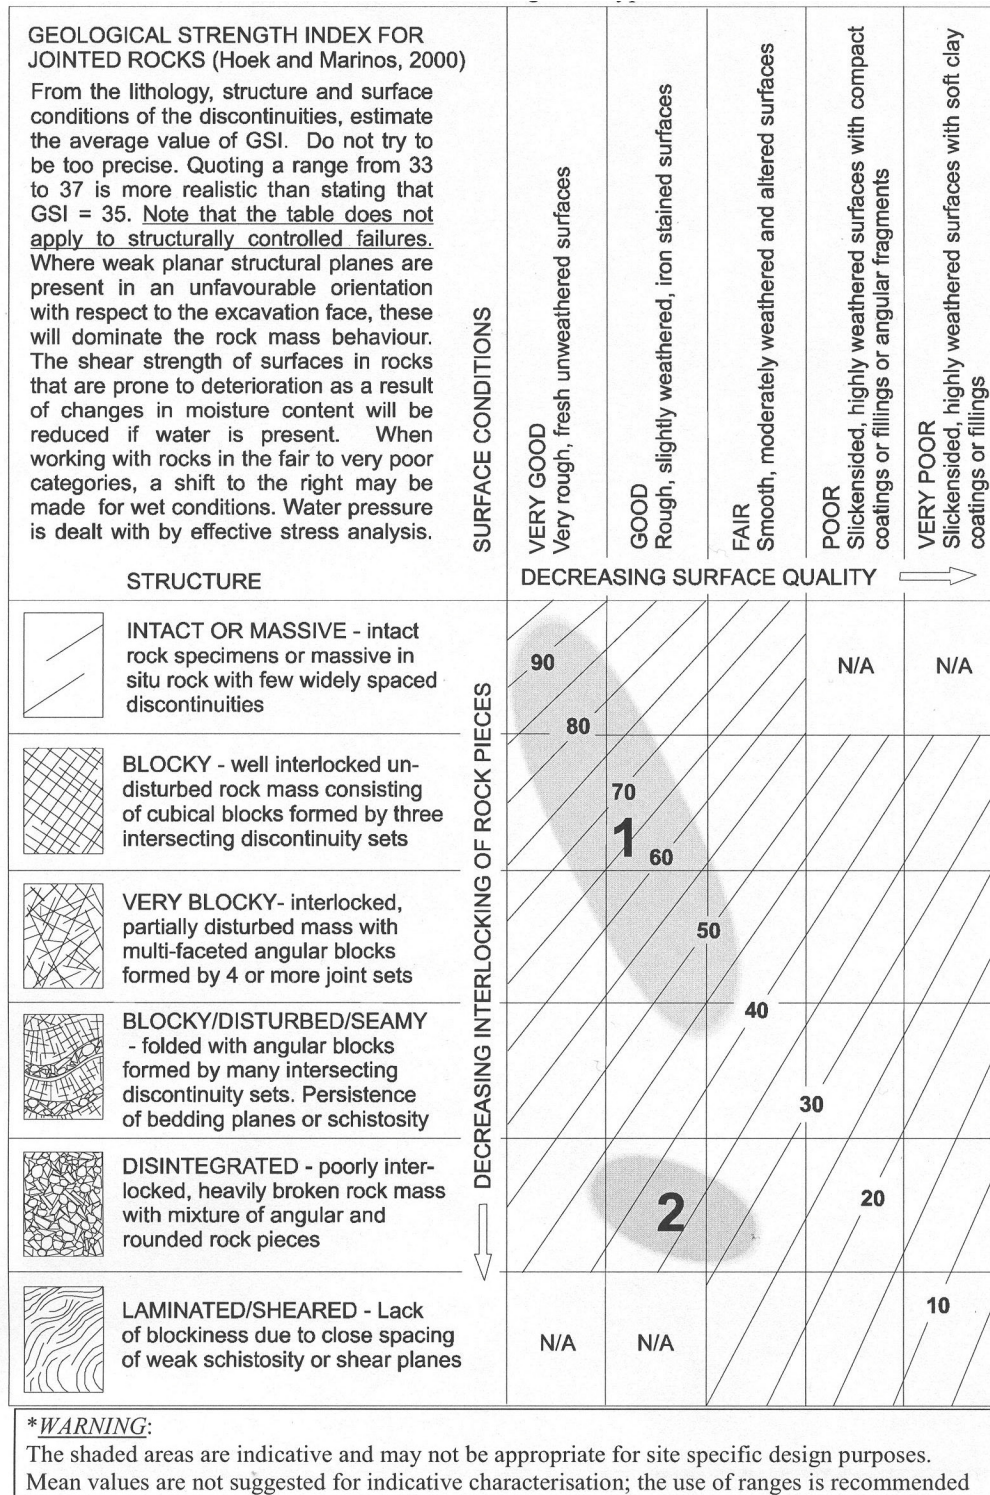 GEOLOGICAL STRENGTH INDEX FOR
JOINTED ROCKS (Hoek and Marinos, 2000)
From the lithology, structure and surface
conditions of the discontinuities, estimate
the average value of GSI. Do not try to
be too precise. Quoting a range from 33
to 37 is more realistic than stating that
GSI = 35. Note that the table does not
apply to structurally controlled failures.
Where weak planar structural planes are
present in an unfavourable orientation
with respect to the excavation face, these
will dominate the rock mass behaviour.
The shear strength of surfaces in rocks
that are prone to deterioration as a result
of changes in moisture content will be
reduced if water is present. When
working with rocks in the fair to very poor
categories, a shift to the right may be
made for wet conditions. Water pressure
is dealt with by effective stress analysis.
STRUCTURE
SURFACE CONDITIONS
VERY GOOD
Very rough, fresh unweathered surfaces
GOOD
Rough, slightly weathered, iron stained surfaces
FAIR
Smooth, moderately weathered and altered surfaces
POOR
Slickensided, highly weathered surfaces with compact
coatings or fillings or angular fragments
VERY POOR
Slickensided, highly weathered surfaces with soft clay
coatings or fillings
DECREASING SURFACE QUALITY
DECREASING INTERLOCKING OF ROCK PIECES
INTACT OR MASSIVE - intact
rock specimens or massive in
situ rock with few widely spaced
discontinuities
90
80
N/A
N/A
BLOCKY - well interlocked un-
disturbed rock mass consisting
of cubical blocks formed by three
intersecting discontinuity sets
70
1
60
VERY BLOCKY- interlocked,
partially disturbed mass with
multi-faceted angular blocks
formed by 4 or more joint sets
50
BLOCKY/DISTURBED/SEAMY
- folded with angular blocks
formed by many intersecting
discontinuity sets. Persistence
of bedding planes or schistosity
40
30
DISINTEGRATED - poorly inter-
locked, heavily broken rock mass
with mixture of angular and
rounded rock pieces
2
20
LAMINATED/SHEARED - Lack
of blockiness due to close spacing
of weak schistosity or shear planes
N/A
N/A
10
*WARNING:
The shaded areas are indicative and may not be appropriate for site specific design purposes.
Mean values are not suggested for indicative characterisation; the use of ranges is recommended